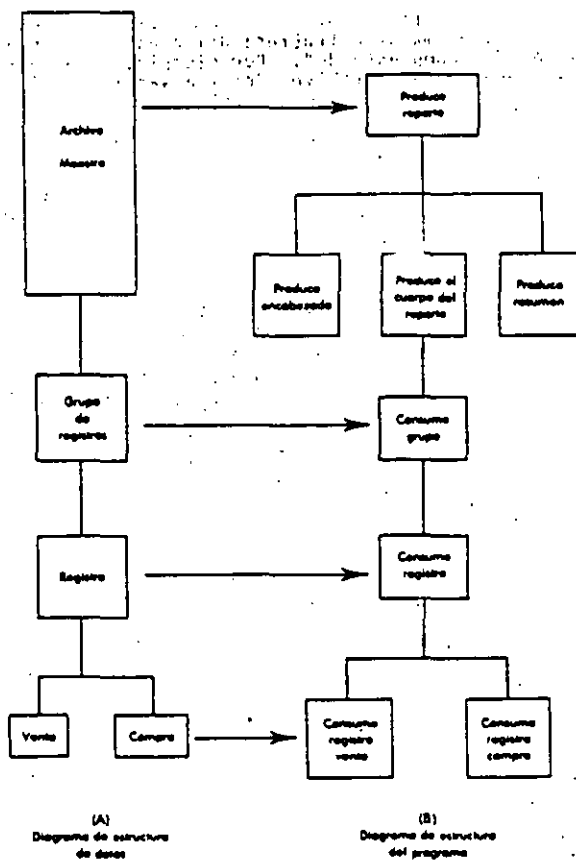 Archivo
Maestro
Produce
reporte
Produce
encabezado
Produce el
cuerpo del
reporte
Produce
resumen
Grupo
de
registros
Consume
grupo
Registro
Consume
registro
Venta
Compra
Consume
registro
venta
Consume
registro
compra
(A)
Diagrama de estructura
de datos
(B)
Diagrama de estructura
del programa